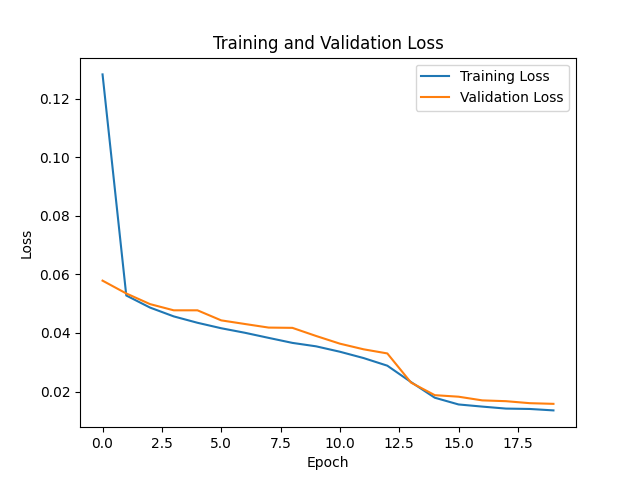 Training and Validation Loss
Training Loss
Validation Loss
0.12
0.10
0.08
0.06
0.04
0.02
Loss
0.0 2.5 5.0 7.5 10.0 12.5 15.0 17.5
Epoch